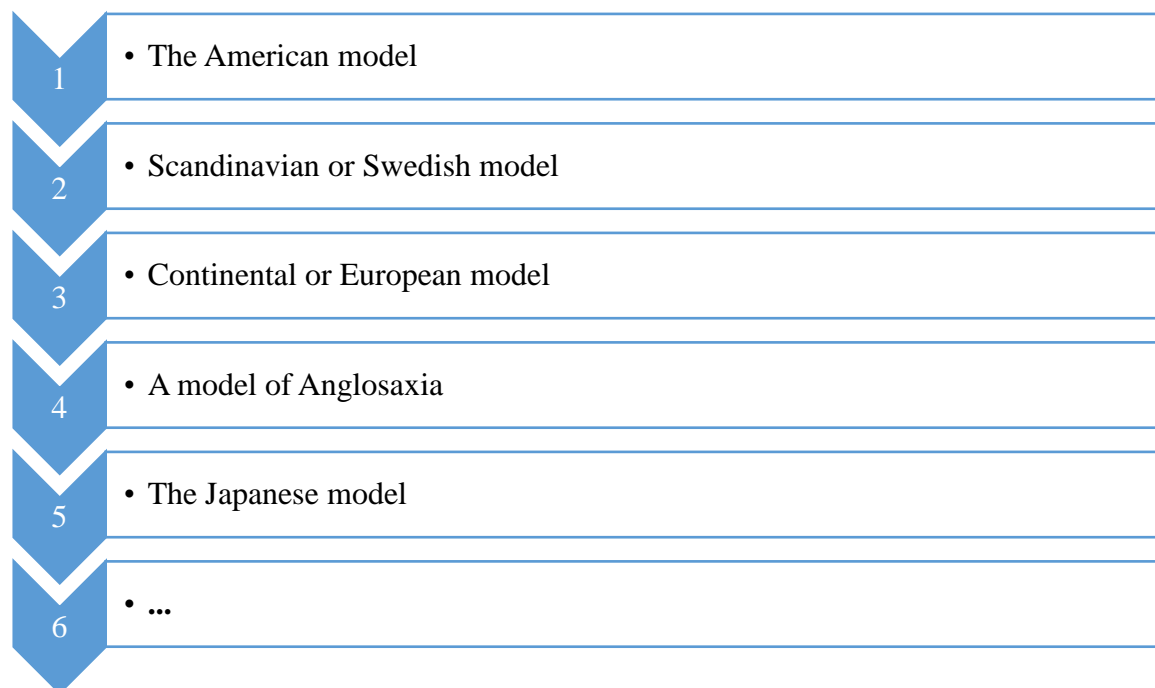 1
• The American model
2
• Scandinavian or Swedish model
3
• Continental or European model
4
• A model of Anglosaxia
5
• The Japanese model
6
• ...